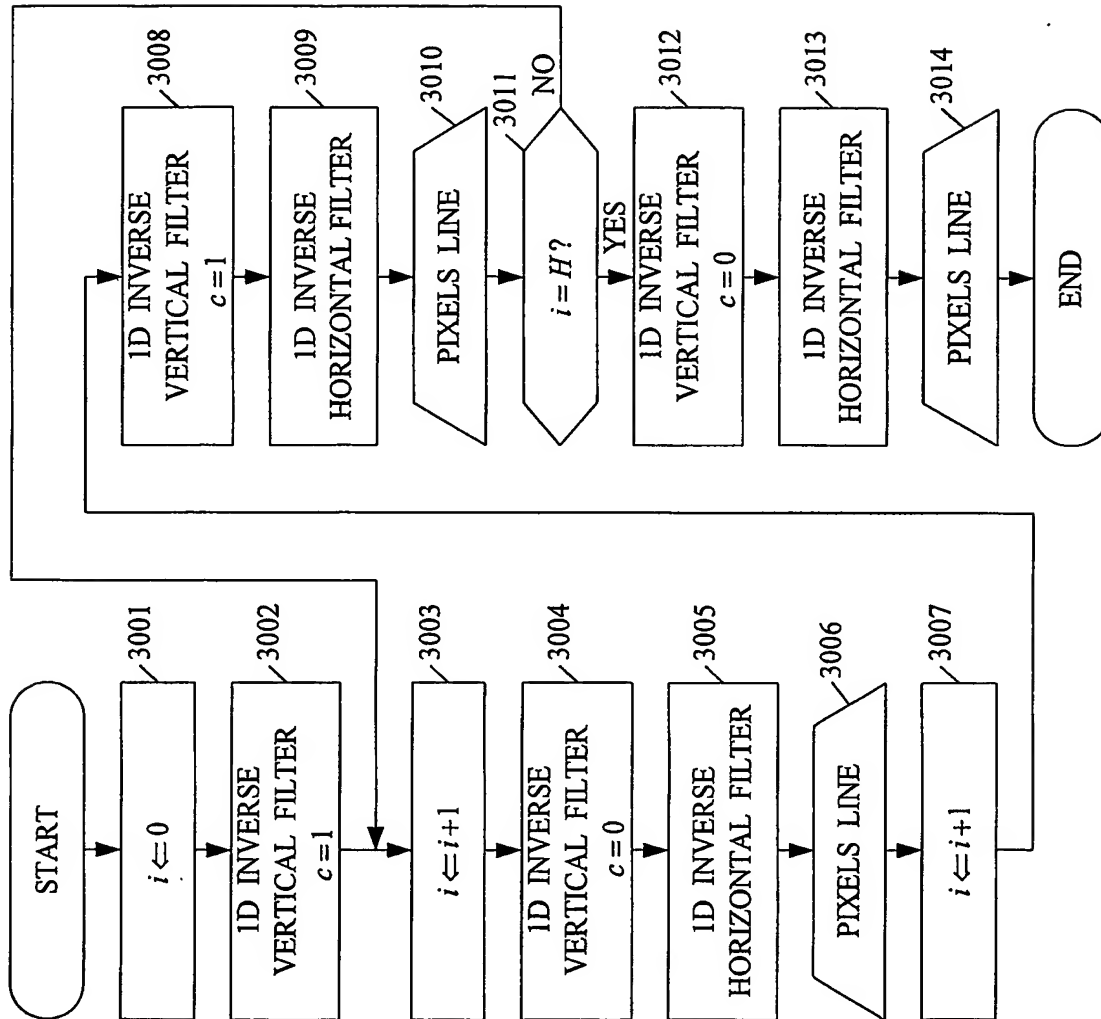 START
i⇐0
3001
1D INVERSE
VERTICAL FILTER
c=1
3002
i⇐i+1
3003
1D INVERSE
VERTICAL FILTER
c=0
3004
1D INVERSE
HORIZONTAL FILTER
3005
PIXELS LINE
3006
i⇐i+1
3007
1D INVERSE
VERTICAL FILTER
c=1
3008
1D INVERSE
HORIZONTAL FILTER
3009
PIXELS LINE
3010
i=H?
3011
NO
YES
1D INVERSE
VERTICAL FILTER
c=0
3012
1D INVERSE
HORIZONTAL FILTER
3013
PIXELS LINE
3014
END